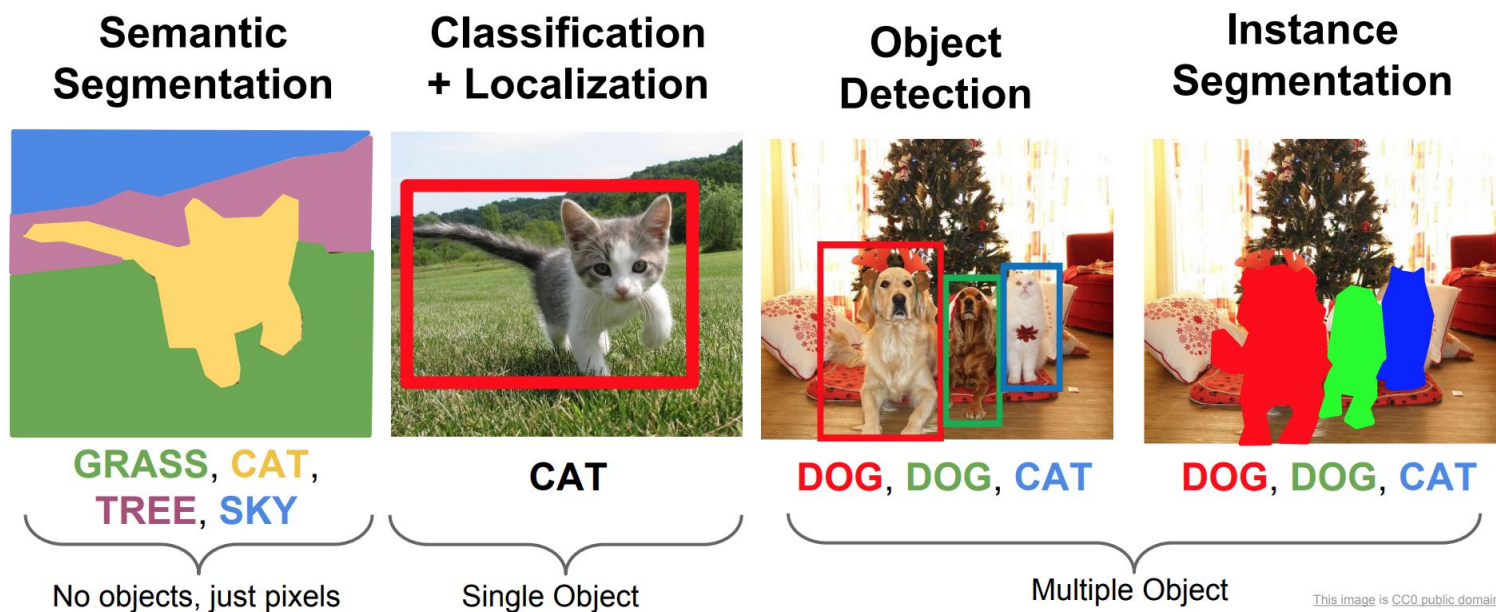 Semantic
Segmentation
Classification
+ Localization
Object
Detection
Instance
Segmentation
GRASS, CAT,
TREE, SKY
CAT
DOG, DOG, CAT
DOG, DOG, CAT
No objects, just pixels
Single Object
Multiple Object
This image is CC0 public domain